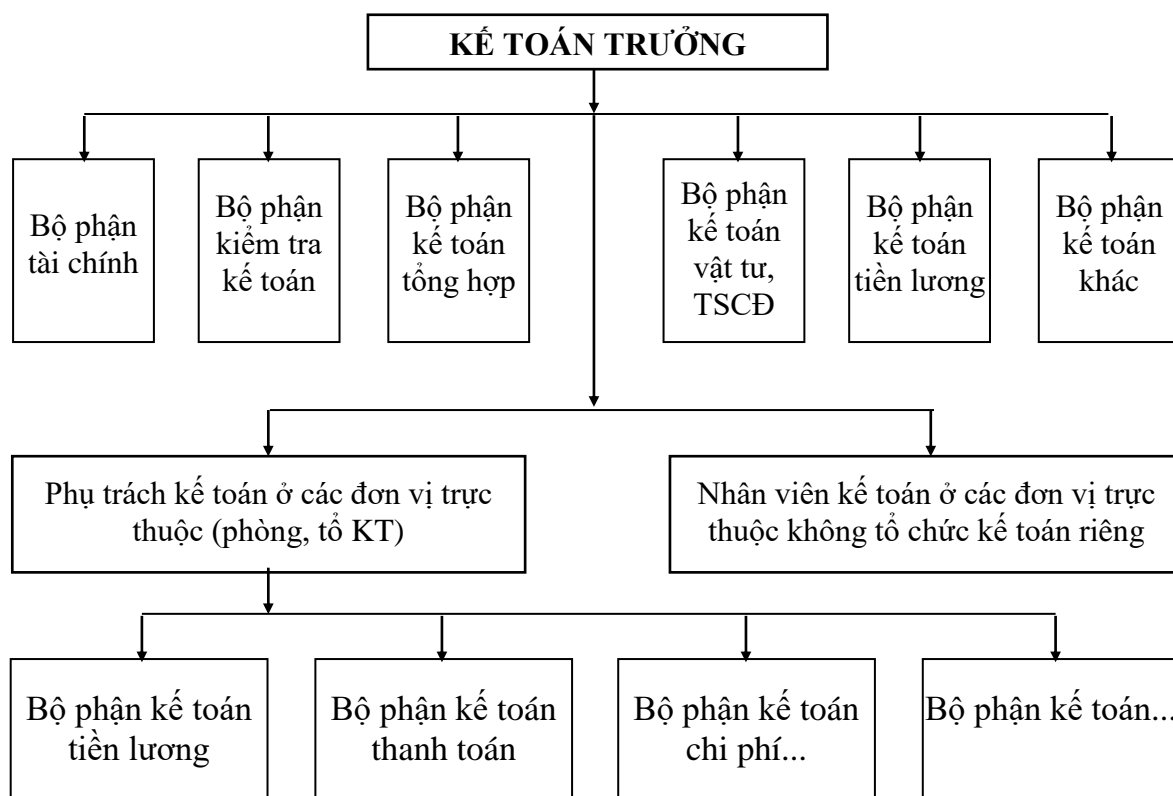 KẾ TOÁN TRƯỞNG
Bộ phận
tài chính
Bộ phận
kiểm tra
kế toán
Bộ phận
kế toán
tổng hợp
Bộ phận
kế toán
vật tư,
TSCĐ
Bộ phận
kế toán
tiền lương
Bộ phận
kế toán
khác
Phụ trách kế toán ở các đơn vị trực
thuộc (phòng, tổ KT)
Nhân viên kế toán ở các đơn vị trực
thuộc không tổ chức kế toán riêng
Bộ phận kế toán
tiền lương
Bộ phận kế toán
thanh toán
Bộ phận kế toán
chi phí...
Bộ phận kế toán...